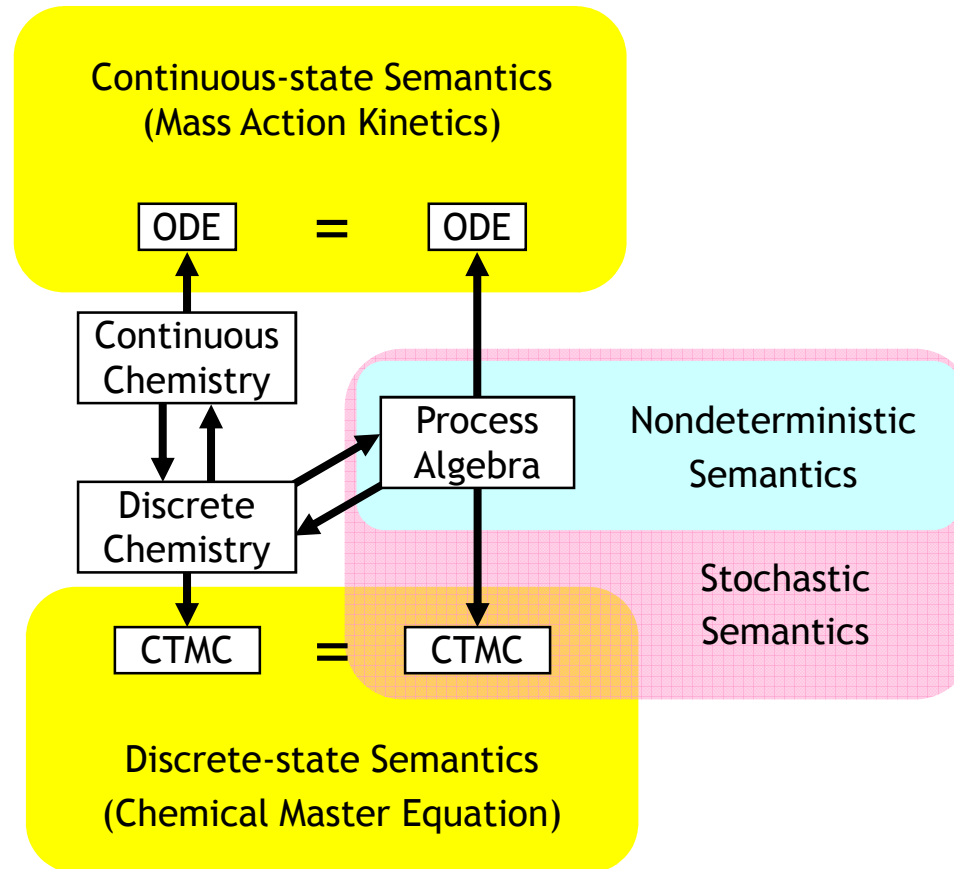 Continuous-state Semantics
(Mass Action Kinetics)
ODE = ODE
Continuous
Chemistry
Process
Algebra
Nondeterministic
Semantics
Discrete
Chemistry
Stochastic
Semantics
CTMC = CTMC
Discrete-state Semantics
(Chemical Master Equation)